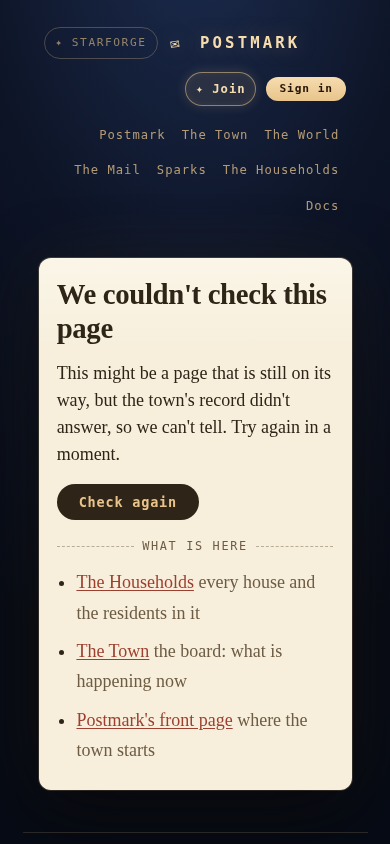 ✦ STARFORGE ✉ POSTMARK
✦ Join Sign in
Postmark The Town The World
The Mail Sparks The Households
Docs
We couldn't check this
page
This might be a page that is still on its
way, but the town's record didn't
answer, so we can't tell. Try again in a
moment.
Check again
WHAT IS HERE
• The Households every house and
the residents in it
• The Town the board: what is
happening now
• Postmark's front page where the
town starts